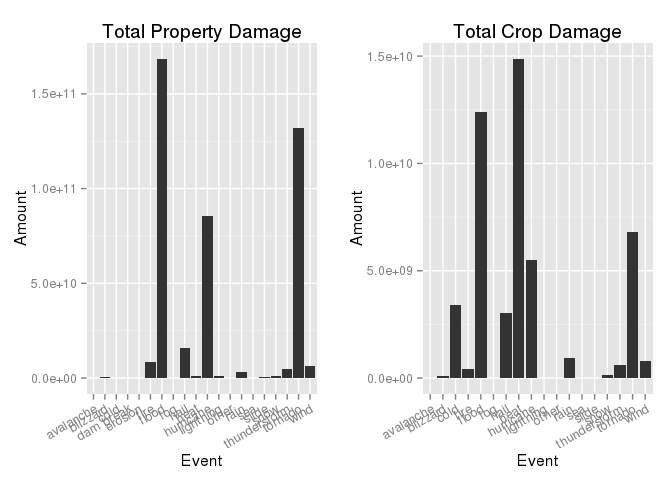 Total Property Damage
Amount
1.5e+11
1.0e+11
5.0e+10
0.0e+00
avalanche
blizzard
cold
dam break
erosion
fire
flood
fog
hail
heat
hurricane
lightning
other
rain
sea
slide
snow
thunderstorm
tornado
wind
Event
Total Crop Damage
Amount
1.5e+10
1.0e+10
5.0e+09
0.0e+00
avalanche
blizzard
cold
fire
flood
fog
hail
heat
hurricane
lightning
other
rain
sea
slide
snow
thunderstorm
tornado
wind
Event